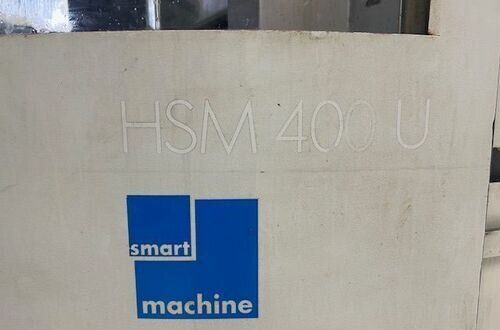 HSM 400 U
smart
machine